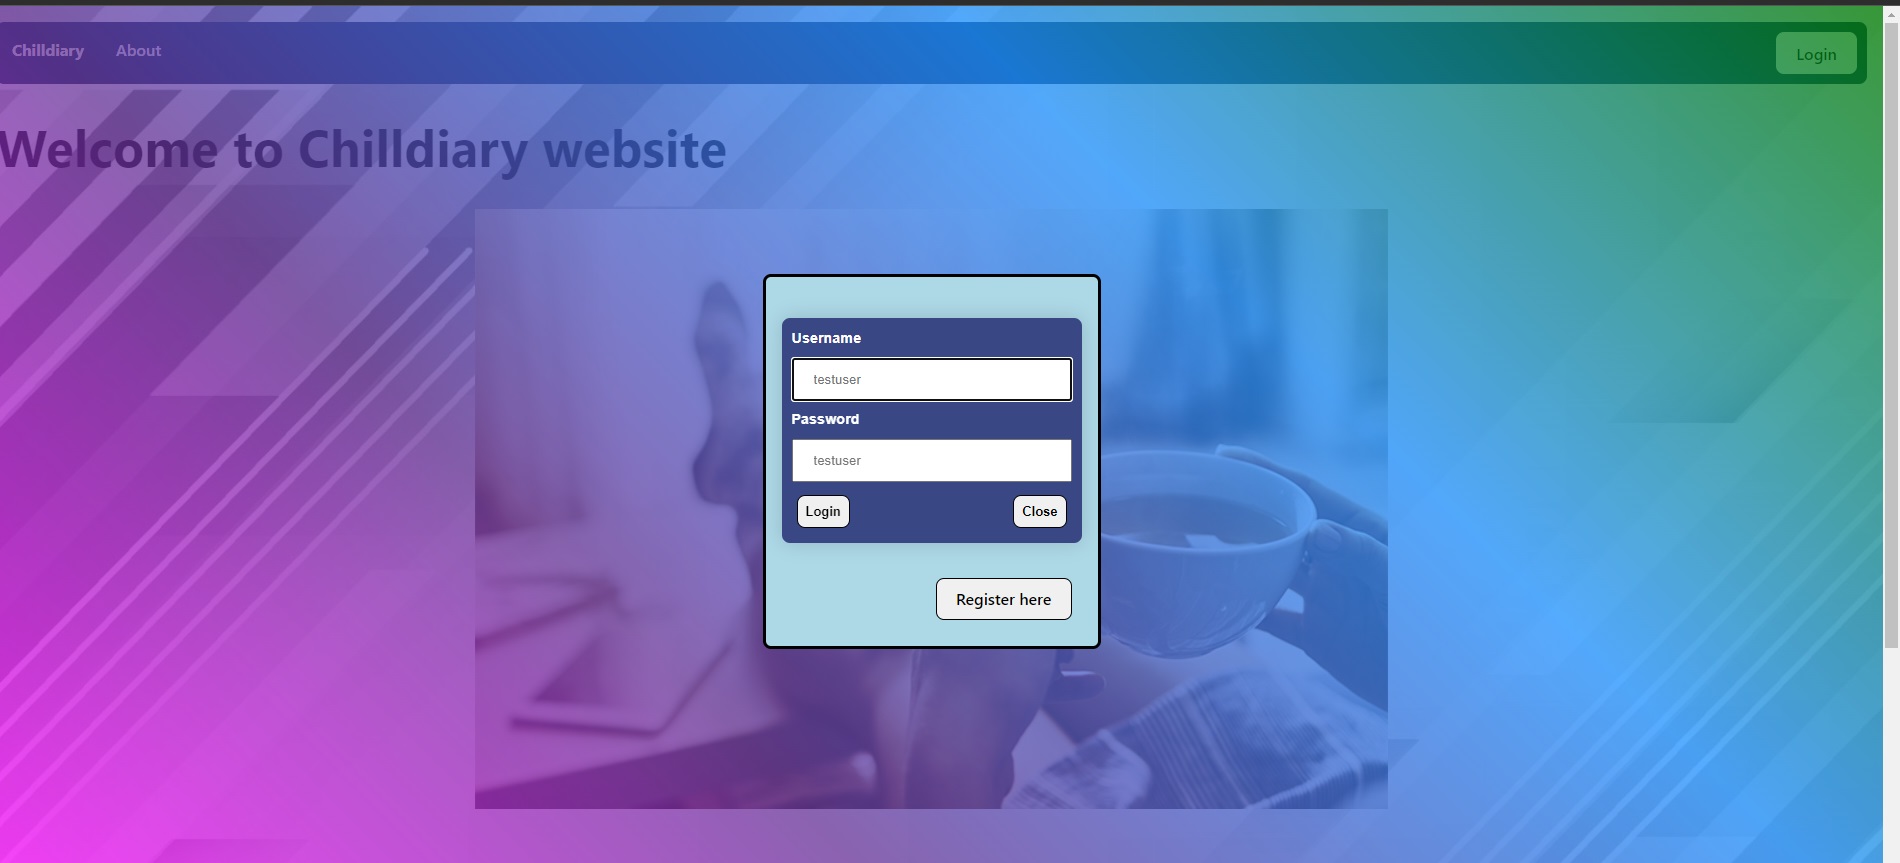 Chilldiary About Login
Welcome to Chilldiary website
Username
testuser
Password
testuser
Login Close
Register here